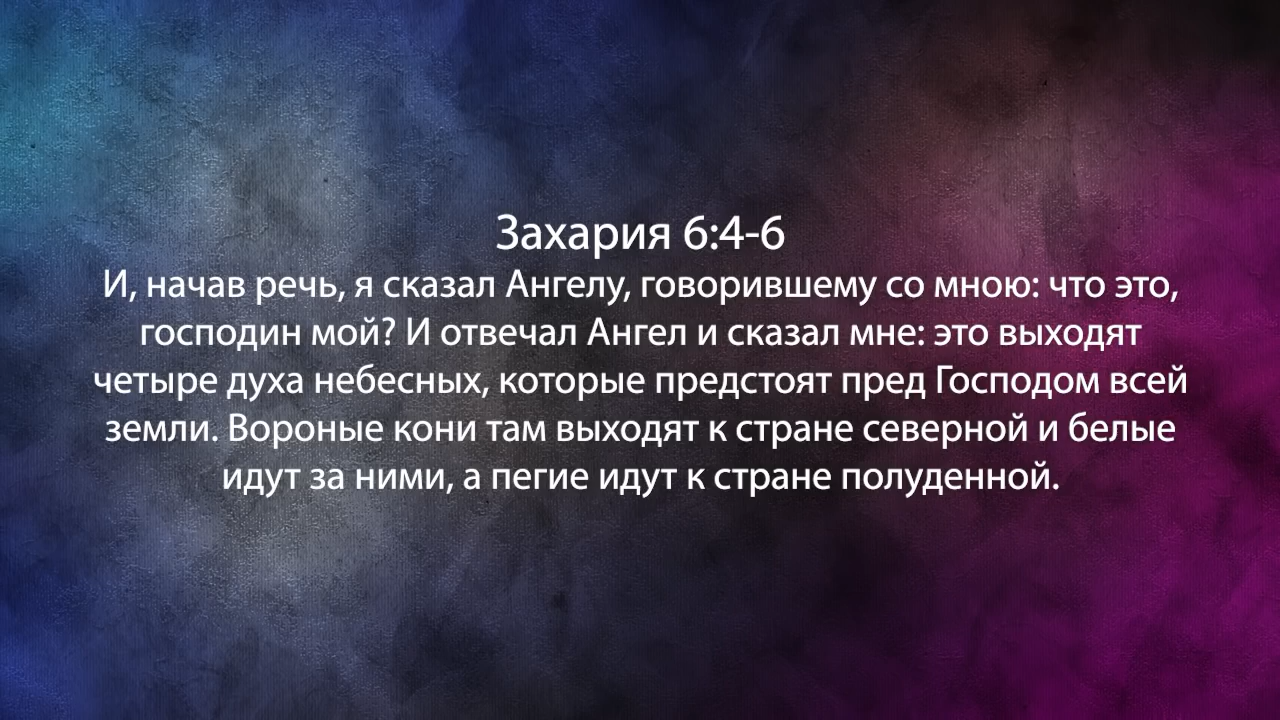 Захария 6:4-6
И, начав речь, я сказал Ангелу, говорившему со мною: что это,
господин мой? И отвечал Ангел и сказал мне: это выходят
четыре духа небесных, которые предстоят пред Господом всей
земли. Вороные кони там выходят к стране северной и белые
идут за ними, а пегие идут к стране полуденной.